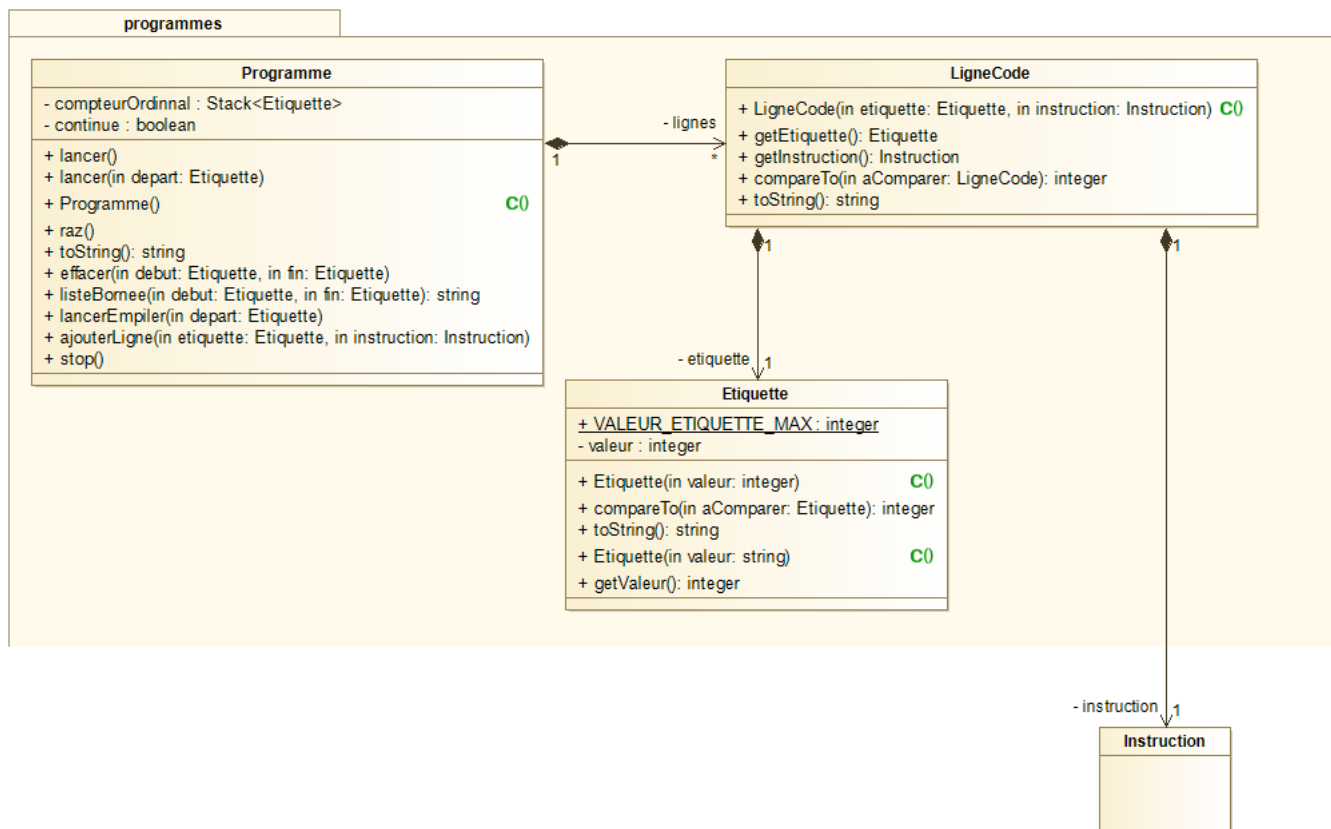 programmes
Programme
- compteurOrdinnal : Stack<Etiquette>
- continue : boolean
+ lancer()
+ lancer(in depart: Etiquette)
+ Programme() C()
+ raz()
+ toString(): string
+ effacer(in debut: Etiquette, in fin: Etiquette)
+ listeBornee(in debut: Etiquette, in fin: Etiquette): string
+ lancerEmpiler(in depart: Etiquette)
+ ajouterLigne(in etiquette: Etiquette, in instruction: Instruction)
+ stop()
1
- lignes
*
LigneCode
+ LigneCode(in etiquette: Etiquette, in instruction: Instruction) C()
+ getEtiquette(): Etiquette
+ getInstruction(): Instruction
+ compareTo(in aComparer: LigneCode): integer
+ toString(): string
1
1
- etiquette
1
Etiquette
+ VALEUR_ETIQUETTE_MAX : integer
- valeur : integer
+ Etiquette(in valeur: integer) C()
+ compareTo(in aComparer: Etiquette): integer
+ toString(): string
+ Etiquette(in valeur: string) C()
+ getValeur(): integer
- instruction
1
Instruction